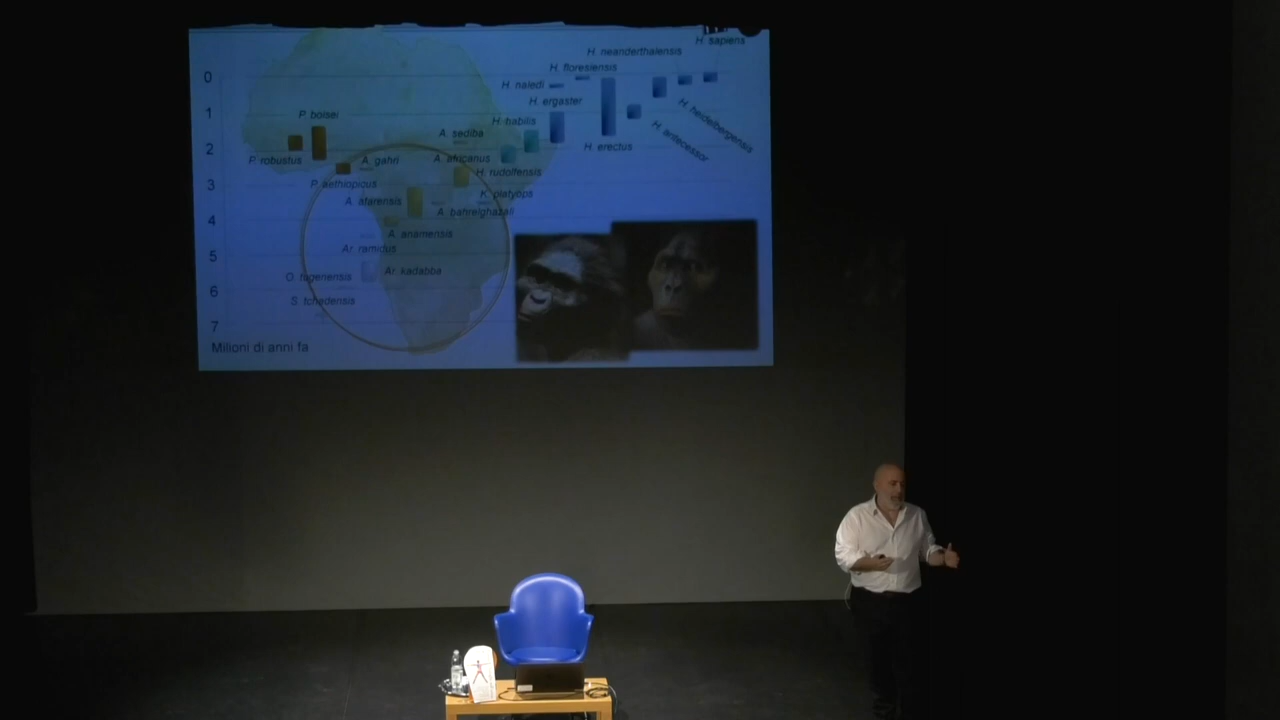 H. sapiens
H. neanderthalensis
H. floresiensis
0
H. naledi
H. ergaster
H. heidelbergensis
1
P. boisei
H. habilis
H. antecessor
A. sediba
H. erectus
2
P. robustus
A. garhi
A. africanus
H. rudolfensis
3
P. aethiopicus
K. platyops
A. afarensis
A. bahrelghazali
4
A. anamensis
Ar. ramidus
5
Ar. kadabba
O. tugenensis
6
S. tchadensis
7
Milioni di anni fa